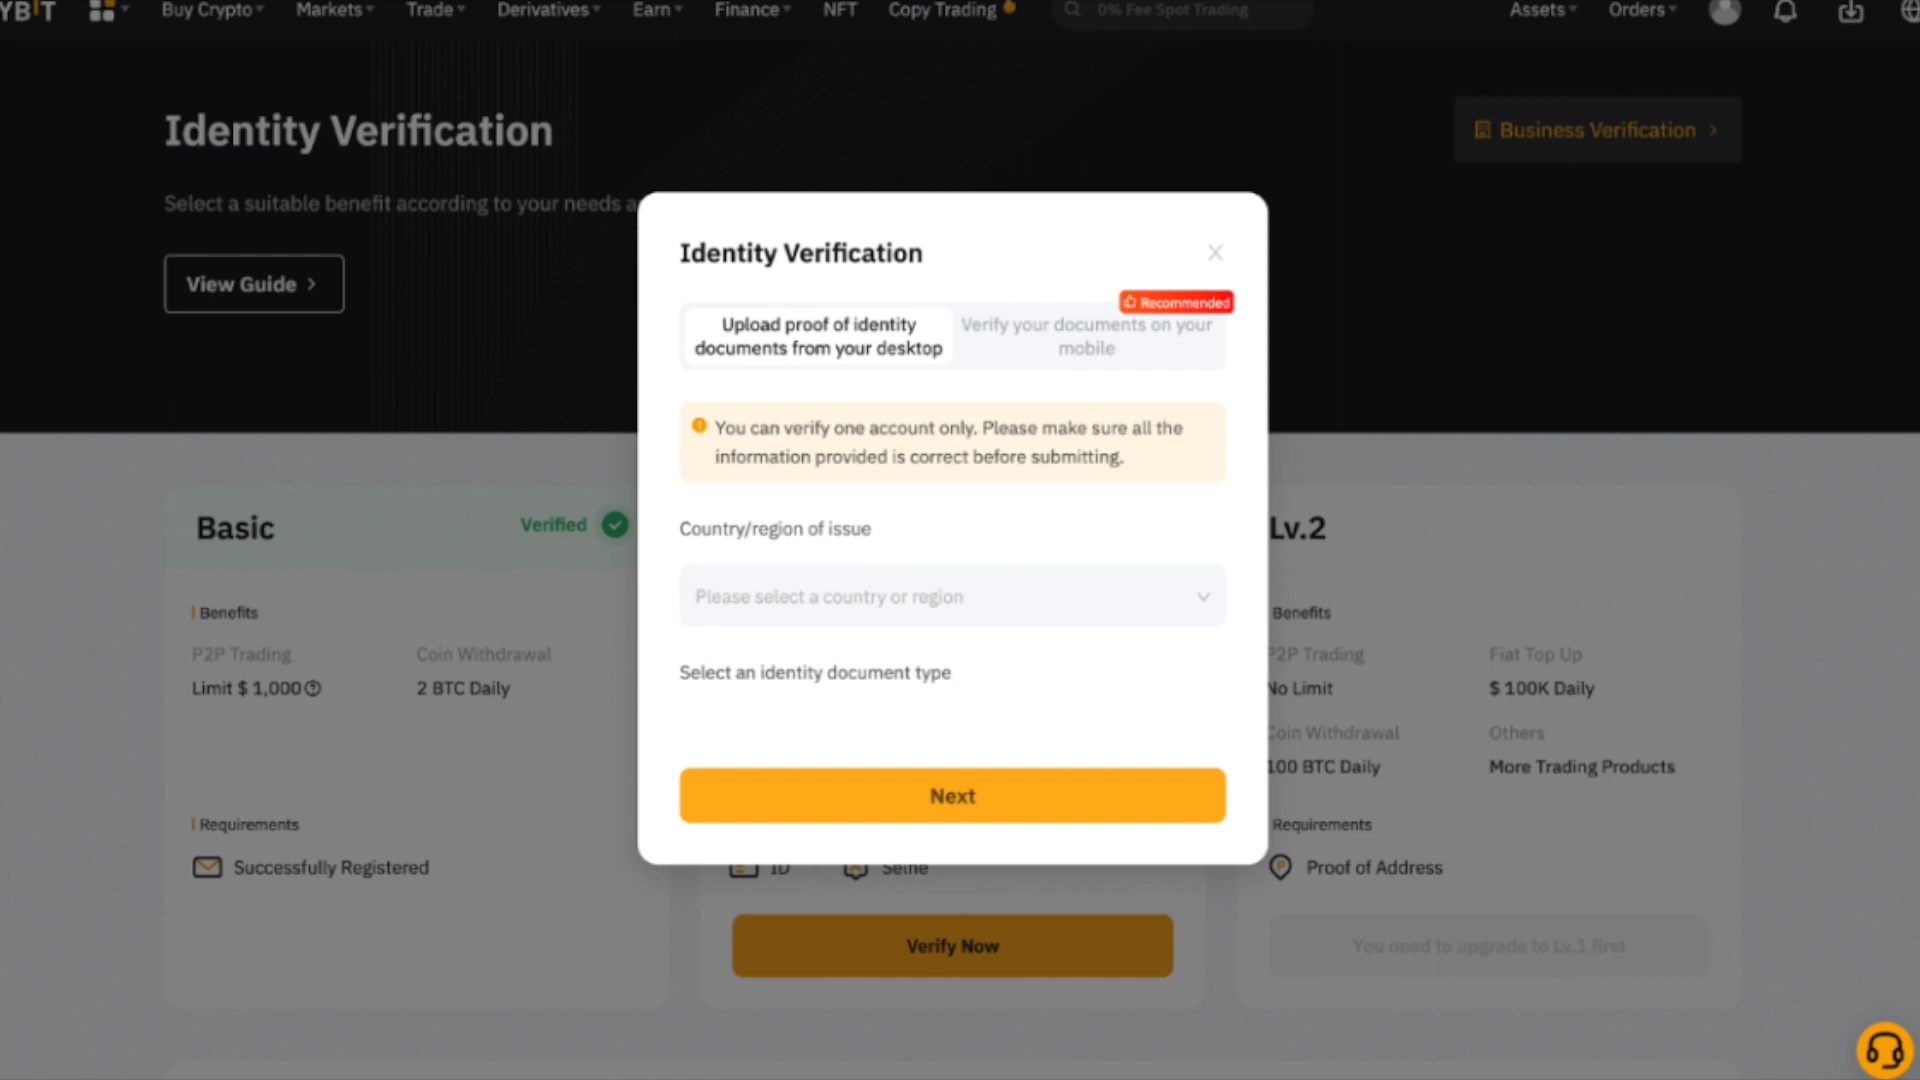 YBIT
Buy Crypto
Markets
Trade
Derivatives
Earn
Finance
NFT
Copy Trading
0% Fee Spot Trading
Assets
Orders
Identity Verification
Business Verification
Select a suitable benefit according to your needs a
View Guide
Identity Verification
Recommended
Upload proof of identity
documents from your desktop
Verify your documents on your
mobile
You can verify one account only. Please make sure all the
information provided is correct before submitting.
Country/region of issue
Please select a country or region
Select an identity document type
Next
Basic
Verified
Benefits
P2P Trading
Coin Withdrawal
Limit $ 1,000
2 BTC Daily
Requirements
Successfully Registered
ID
Selfie
Verify Now
Lv.2
Benefits
P2P Trading
Fiat Top Up
No Limit
$ 100K Daily
Coin Withdrawal
Others
100 BTC Daily
More Trading Products
Requirements
Proof of Address
You need to upgrade to Lv.1 first